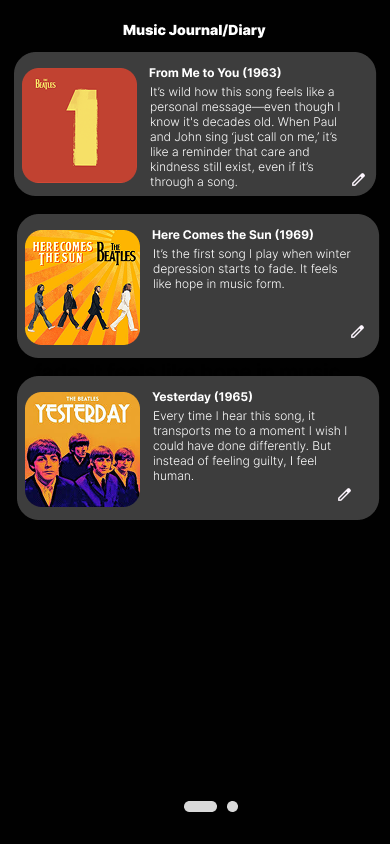 Music Journal/Diary
THE
BEATLES
1
From Me to You (1963)
It’s wild how this song feels like a
personal message—even though I
know it's decades old. When Paul
and John sing ‘just call on me,’ it’s
like a reminder that care and
kindness still exist, even if it’s
through a song.
HERE COMES
THE SUN
THE
BEATLES
Here Comes the Sun (1969)
It’s the first song I play when winter
depression starts to fade. It feels
like hope in music form.
THE BEATLES
YESTERDAY
Yesterday (1965)
Every time I hear this song, it
transports me to a moment I wish I
could have done differently. But
instead of feeling guilty, I feel
human.